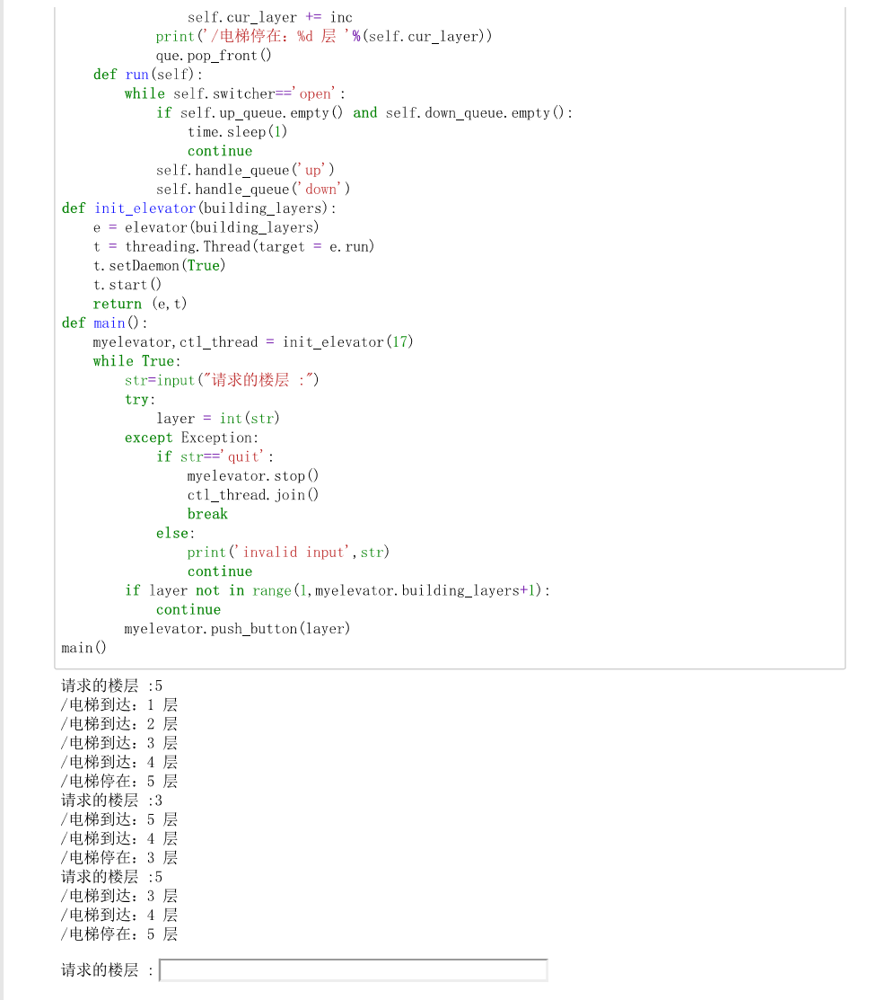 self.cur_layer += inc
print('/电梯停在：%d 层 '%(self.cur_layer))
que.pop_front()
def run(self):
while self.switcher=='open':
if self.up_queue.empty() and self.down_queue.empty():
time.sleep(1)
continue
self.handle_queue('up')
self.handle_queue('down')
def init_elevator(building_layers):
e = elevator(building_layers)
t = threading.Thread(target = e.run)
t.setDaemon(True)
t.start()
return (e,t)
def main():
myelevator,ctl_thread = init_elevator(17)
while True:
str=input("请求的楼层 :")
try:
layer = int(str)
except Exception:
if str=='quit':
myelevator.stop()
ctl_thread.join()
break
else:
print('invalid input',str)
continue
if layer not in range(1,myelevator.building_layers+1):
continue
myelevator.push_button(layer)
main()
请求的楼层 :5
/电梯到达：1 层
/电梯到达：2 层
/电梯到达：3 层
/电梯到达：4 层
/电梯停在：5 层
请求的楼层 :3
/电梯到达：5 层
/电梯到达：4 层
/电梯停在：3 层
请求的楼层 :5
/电梯到达：3 层
/电梯到达：4 层
/电梯停在：5 层
请求的楼层 :